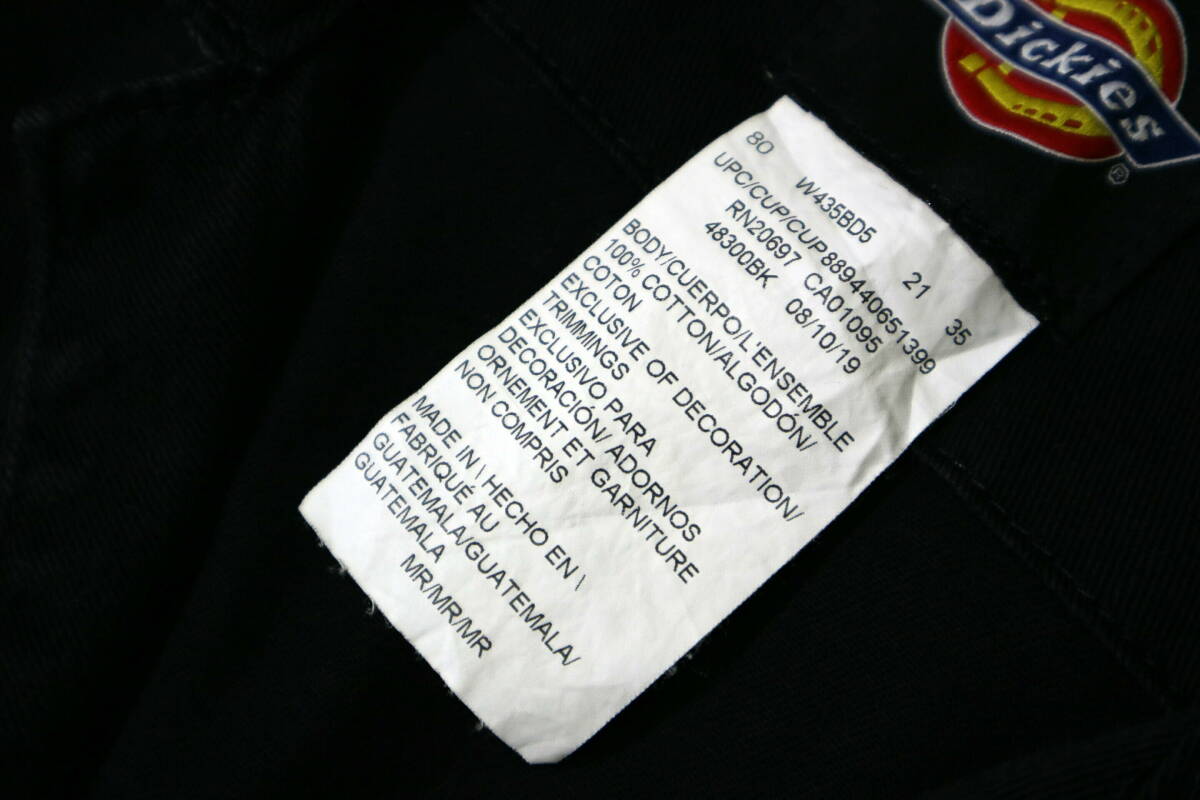 Dickies
®
80 W435BD5 21 35
UPC/CUP/CUP889440651399
RN20697 CA01095
48300BK 08/10/19
BODY/CUERPO/L'ENSEMBLE
100% COTTON/ALGODÓN/
COTON
EXCLUSIVE OF DECORATION/
TRIMMINGS
EXCLUSIVO PARA
DECORACIÓN/ ADORNOS
ORNEMENT ET GARNITURE
NON COMPRIS
MADE IN \ HECHO EN \
FABRIQUÉ AU
GUATEMALA/GUATEMALA/
GUATEMALA
MR/MR/MR